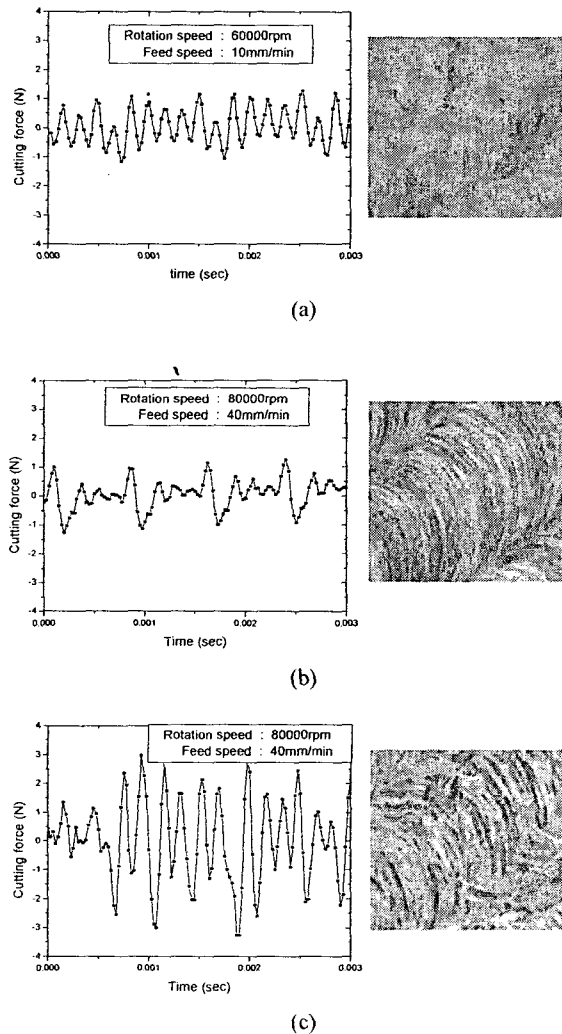 Rotation speed : 60000rpm
Feed speed : 10mm/min
Cutting force (N)
4
3
2
1
0
-1
-2
-3
-4
0.000 0.001 0.002 0.003
time (sec)
(a)
Rotation speed : 80000rpm
Feed speed : 40mm/min
Cutting force (N)
4
3
2
1
0
-1
-2
-3
-4
0.000 0.001 0.002 0.003
Time (sec)
(b)
Rotation speed : 80000rpm
Feed speed : 40mm/min
Cutting force (N)
4
3
2
1
0
-1
-2
-3
-4
0.000 0.001 0.002 0.003
Time (sec)
(c)